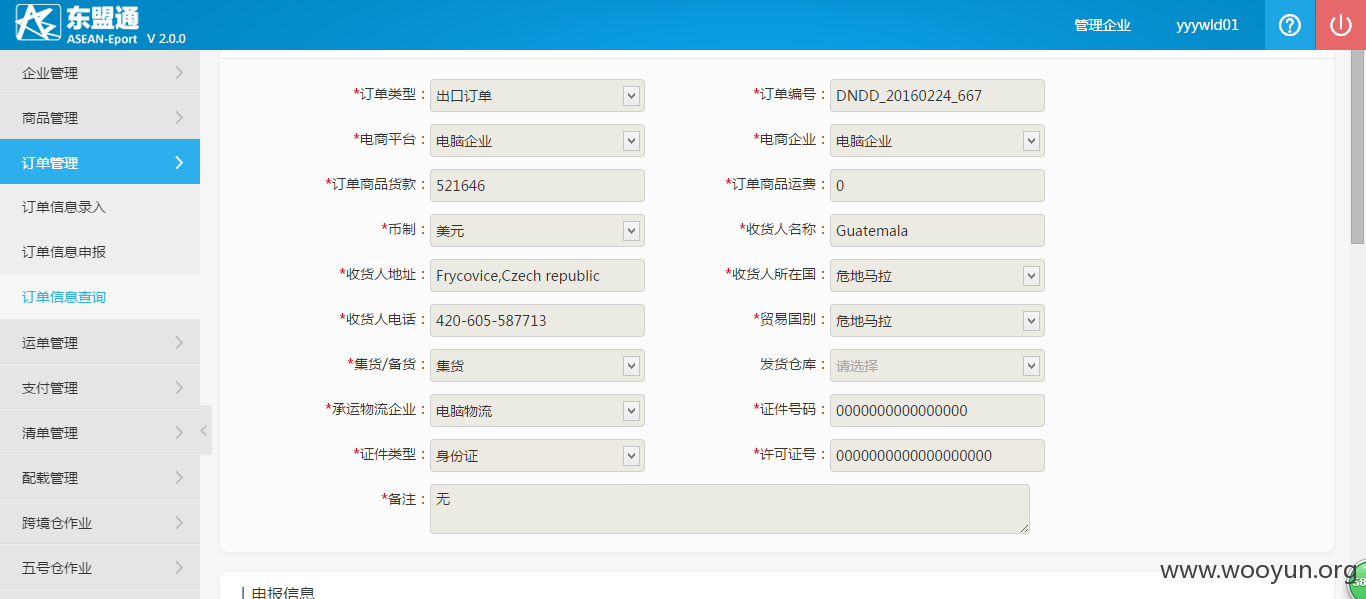 东盟通
ASEAN-Eport V 2.0.0
管理企业 yyywld01
企业管理
商品管理
订单管理
订单信息录入
订单信息申报
订单信息查询
运单管理
支付管理
清单管理
配载管理
跨境仓作业
五号仓作业
*订单类型： 出口订单 *订单编号： DNDD_20160224_667
*电商平台： 电脑企业 *电商企业： 电脑企业
*订单商品货款： 521646 *订单商品运费： 0
*币制： 美元 *收货人名称： Guatemala
*收货人地址： Frycovice,Czech republic *收货人所在国： 危地马拉
*收货人电话： 420-605-587713 *贸易国别： 危地马拉
*集货/备货： 集货 发货仓库： 请选择
*承运物流企业： 电脑物流 *证件号码： 0000000000000000
*证件类型： 身份证 *许可证号： 0000000000000000000
*备注： 无
申报信息
www.wooyun.org
58